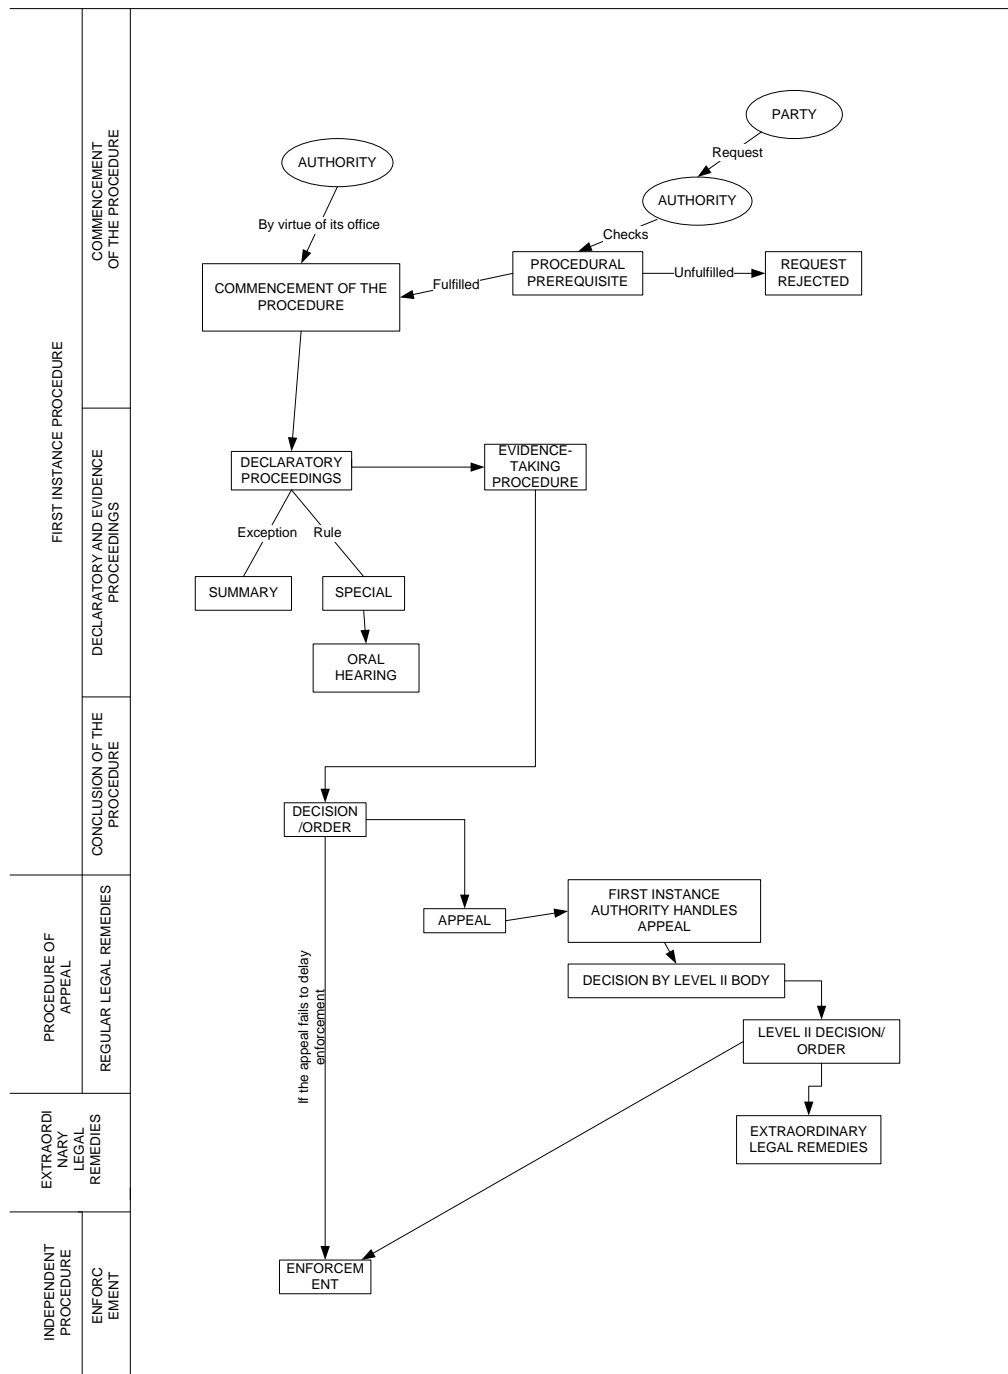 COMMENCEMENT
OF THE PROCEDURE
FIRST INSTANCE PROCEDURE
PARTY
Request
AUTHORITY
AUTHORITY
By virtue of its office
Checks
COMMENCEMENT OF THE
PROCEDURE
Fulfilled
PROCEDURAL
PREREQUISITE
Unfulfilled
REQUEST
REJECTED
DECLARATORY AND EVIDENCE
PROCEEDINGS
DECLARATORY
PROCEEDINGS
EVIDENCE-
TAKING
PROCEDURE
Exception
Rule
SUMMARY
SPECIAL
ORAL
HEARING
CONCLUSION OF THE
PROCEDURE
DECISION
/ORDER
PROCEDURE OF
APPEAL
REGULAR LEGAL REMEDIES
APPEAL
FIRST INSTANCE
AUTHORITY HANDLES
APPEAL
DECISION BY LEVEL II BODY
If the appeal fails to delay
enforcement
LEVEL II DECISION/
ORDER
EXTRAORDI
NARY
LEGAL
REMEDIES
EXTRAORDINARY
LEGAL REMEDIES
INDEPENDENT
PROCEDURE
ENFORC
EMENT
ENFORCEM
ENT